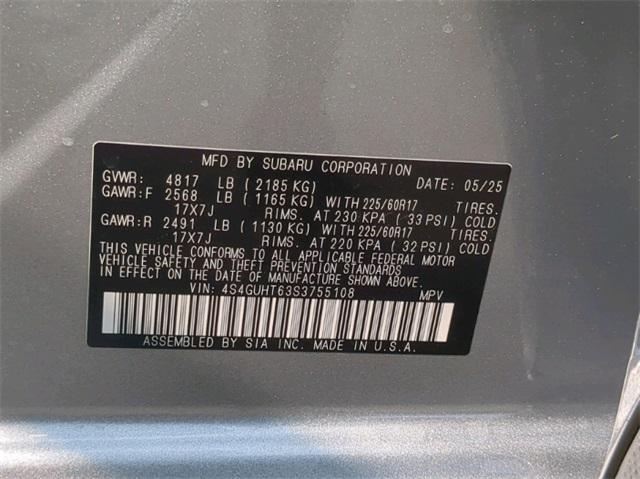 MFD BY SUBARU CORPORATION
GVWR: 4817 LB ( 2185 KG) DATE: 05/25
GAWR:F 2568 LB ( 1165 KG) WITH 225/60R17 TIRES.
17X7J RIMS. AT 230 KPA ( 33 PSI) COLD
GAWR:R 2491 LB ( 1130 KG) WITH 225/60R17 TIRES.
17X7J RIMS. AT 220 KPA ( 32 PSI) COLD
THIS VEHICLE CONFORMS TO ALL APPLICABLE FEDERAL MOTOR
VEHICLE SAFETY AND THEFT PREVENTION STANDARDS
IN EFFECT ON THE DATE OF MANUFACTURE SHOWN ABOVE.
VIN: 4S4GUHT63S3755108 MPV
ASSEMBLED BY SIA INC. MADE IN U.S.A.